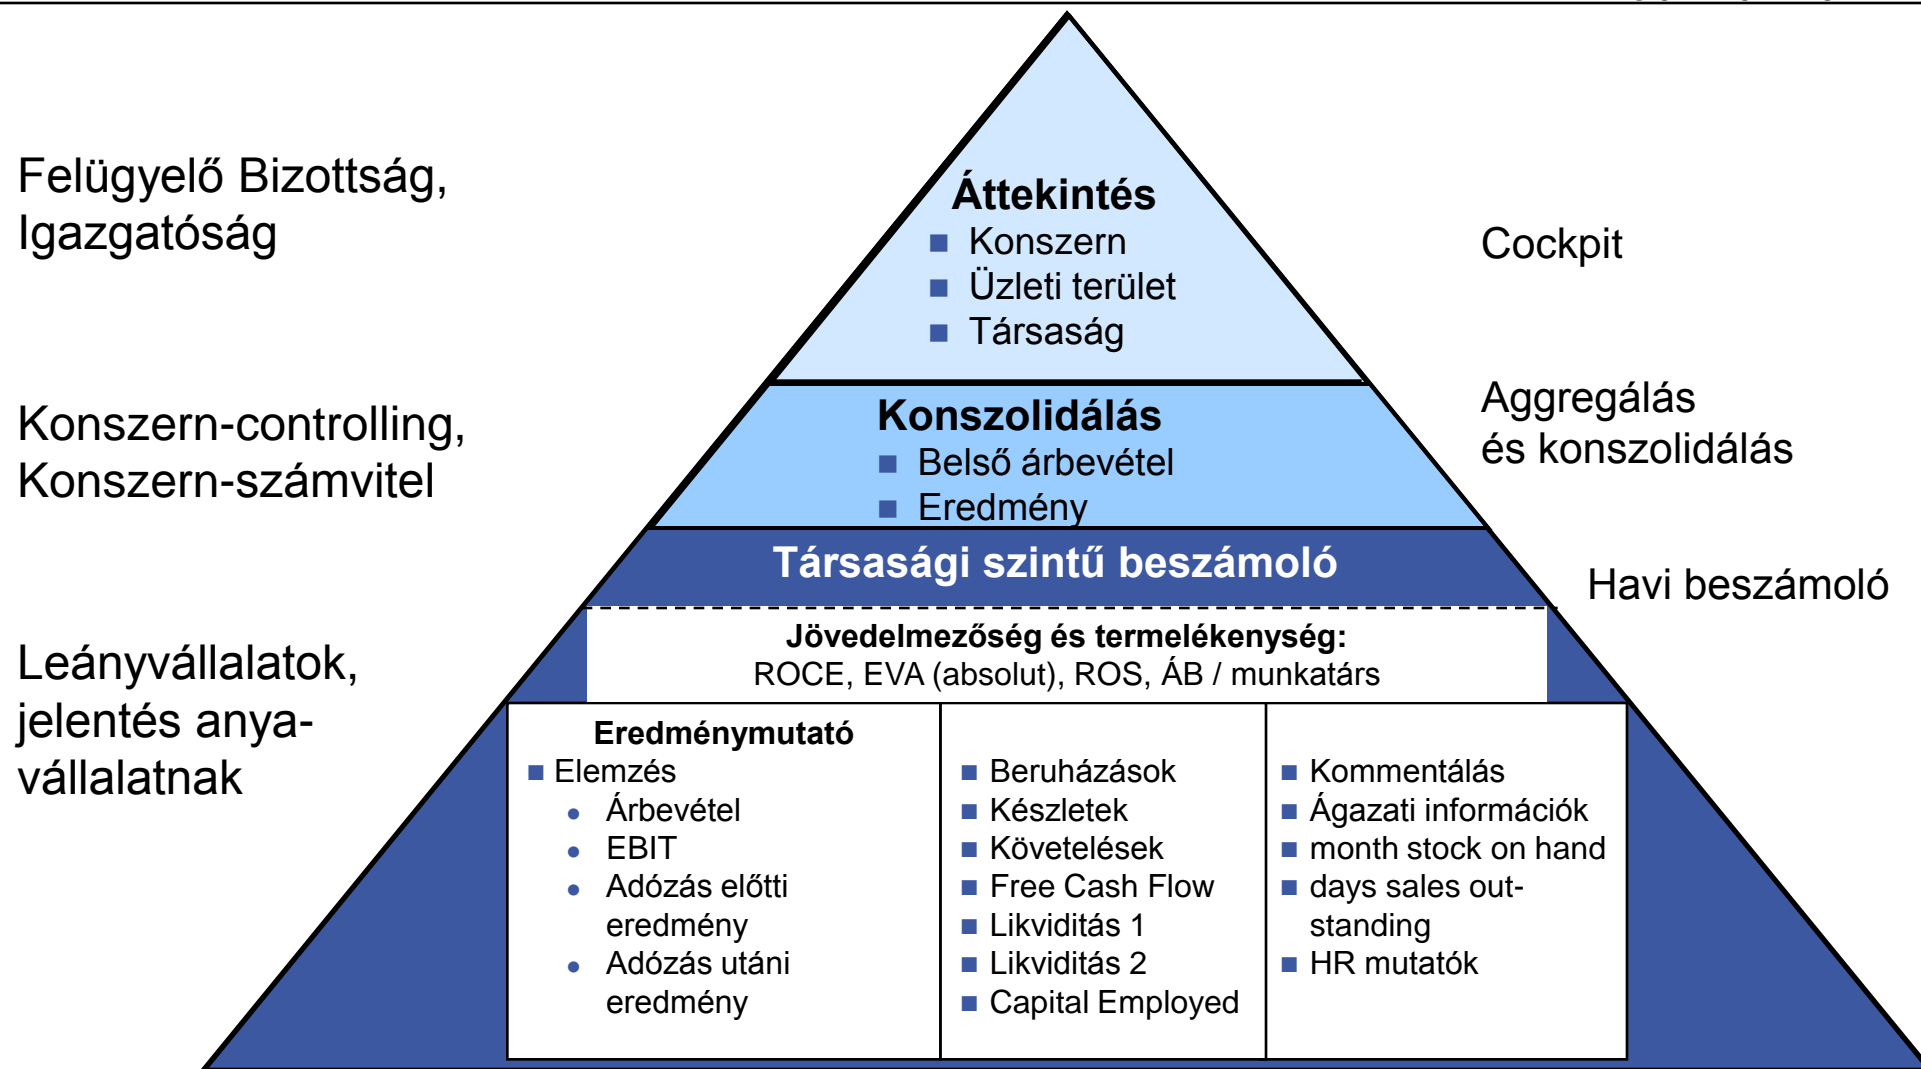 Felügyelő Bizottság,
Igazgatóság
Áttekintés
Konszern
Üzleti terület
Társaság
Cockpit
Konszern-controlling,
Konszern-számvitel
Konszolidálás
Belső árbevétel
Eredmény
Aggregálás
és konszolidálás
Társasági szintű beszámoló
Havi beszámoló
Leányvállalatok,
jelentés anya-
vállalatnak
Jövedelmezőség és termelékenység:
ROCE, EVA (absolut), ROS, ÁB / munkatárs
Eredménymutató
Elemzés
Árbevétel
EBIT
Adózás előtti
eredmény
Adózás utáni
eredmény
Beruházások
Készletek
Követelések
Free Cash Flow
Likviditás 1
Likviditás 2
Capital Employed
Kommentálás
Ágazati információk
month stock on hand
days sales out-
standing
HR mutatók